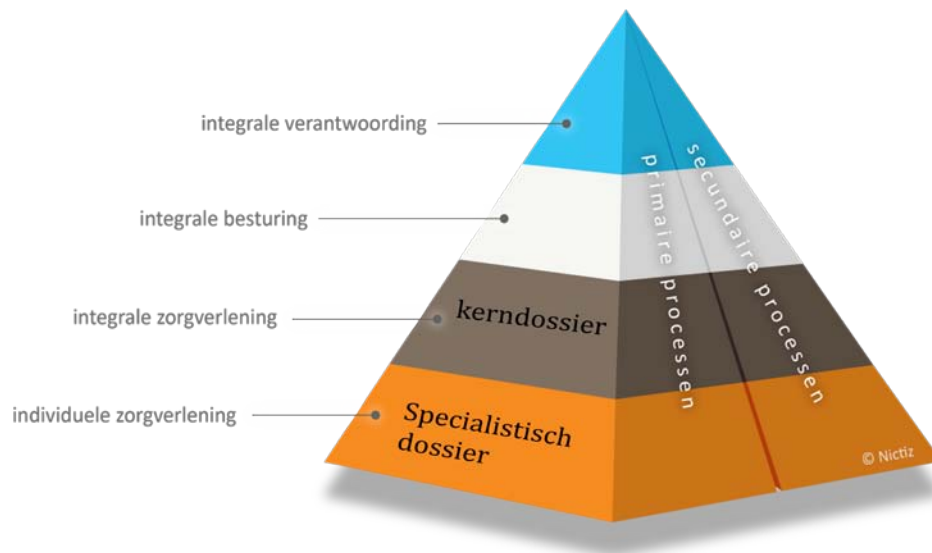 integrale verantwoording
integrale besturing
integrale zorgverlening
individuele zorgverlening
kerndossier
Specialistisch
dossier
primaire processen
secundaire processen
© Nictiz